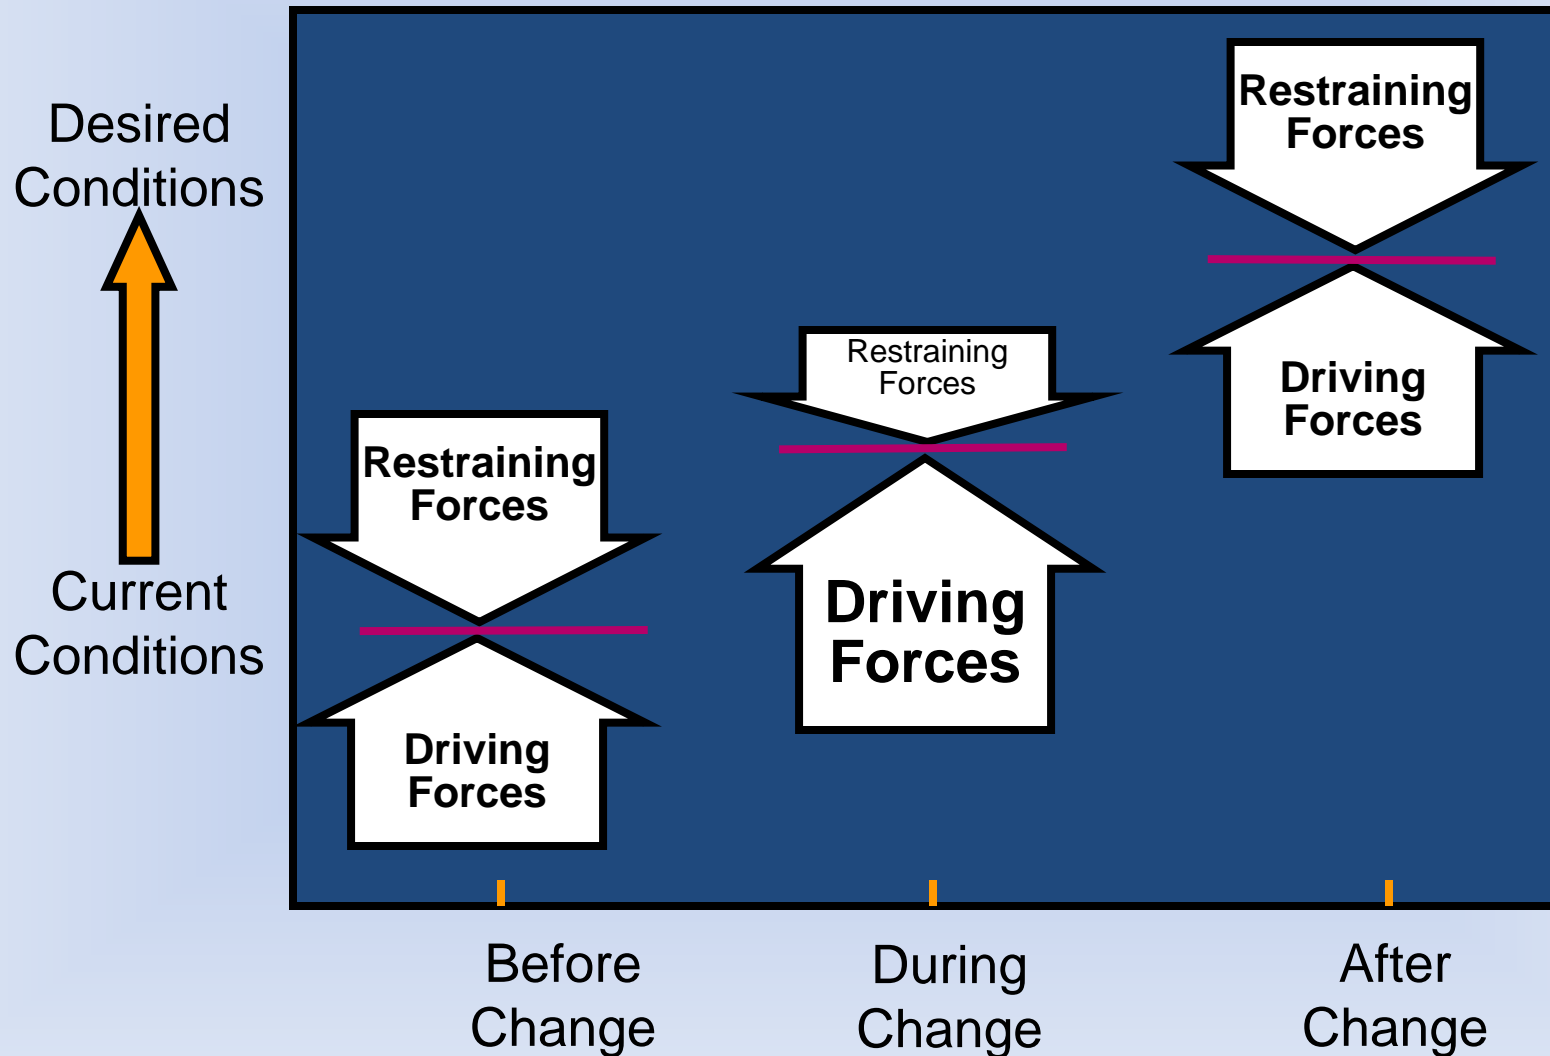 Desired
Conditions
Current
Conditions
Restraining
Forces
Driving
Forces
Restraining
Forces
Driving
Forces
Restraining
Forces
Driving
Forces
Before
Change
During
Change
After
Change